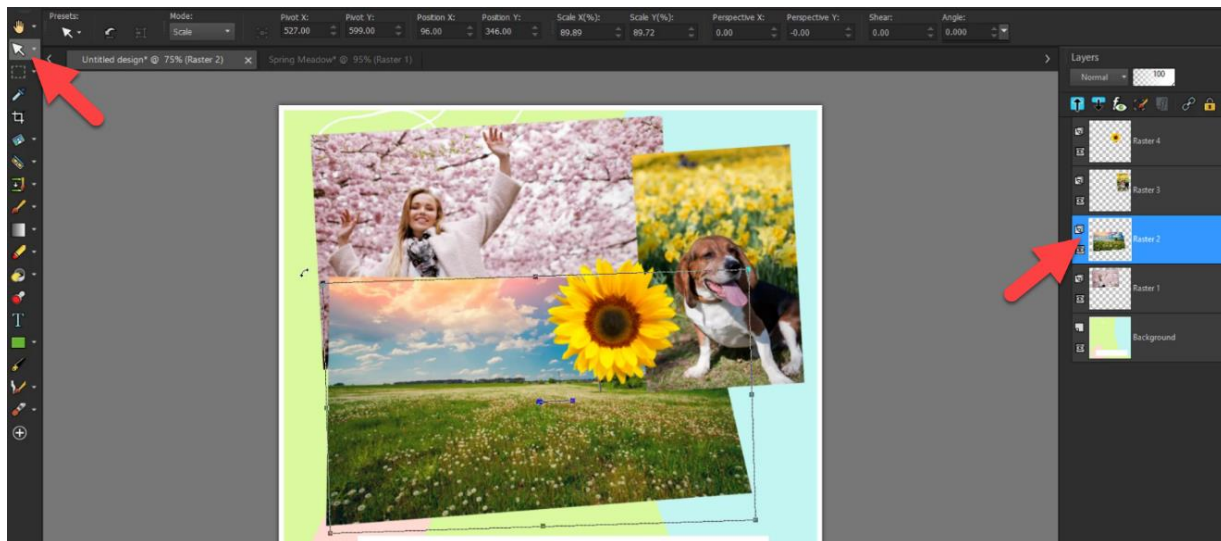 Presets:
Mode:
Pivot X:
Pivot Y:
Position X:
Position Y:
Scale X(%):
Scale Y(%):
Perspective X:
Perspective Y:
Shear:
Angle:
Scale
527.00
599.00
96.00
346.00
89.89
89.72
0.00
-0.00
0.00
0.000
Untitled design* @ 75% (Raster 2)
Spring Meadow* @ 95% (Raster 1)
Layers
Normal
100
Raster 4
Raster 3
Raster 2
Raster 1
Background